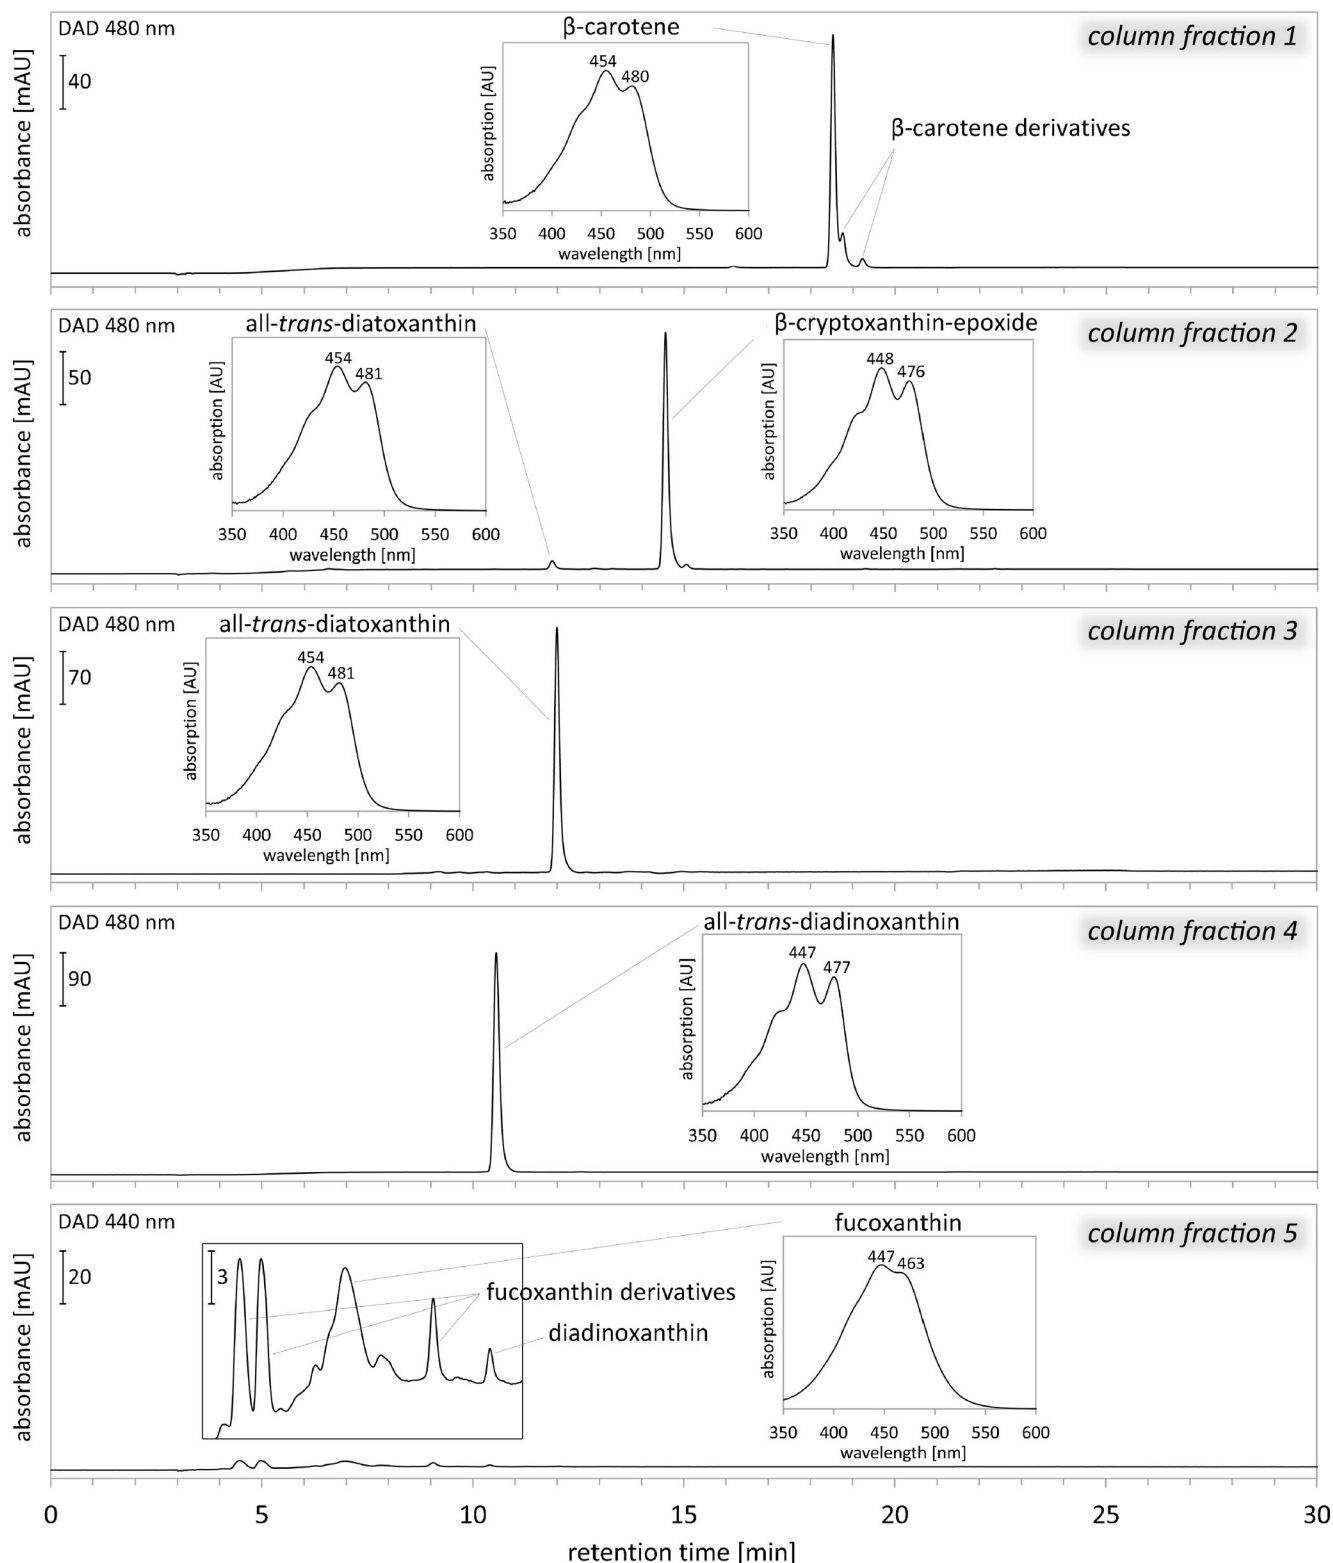 DAD 480 nm
β-carotene
column fraction 1
40
absorbance [mAU]
absorption [AU]
454
480
350 400 450 500 550 600
wavelength [nm]
β-carotene derivatives
DAD 480 nm
all-trans-diatoxanthin
β-cryptoxanthin-epoxide
column fraction 2
50
absorbance [mAU]
absorption [AU]
454
481
350 400 450 500 550 600
wavelength [nm]
absorption [AU]
448
476
350 400 450 500 550 600
wavelength [nm]
DAD 480 nm
all-trans-diatoxanthin
column fraction 3
70
absorbance [mAU]
absorption [AU]
454
481
350 400 450 500 550 600
wavelength [nm]
DAD 480 nm
all-trans-diadinoxanthin
column fraction 4
90
absorbance [mAU]
absorption [AU]
447
477
350 400 450 500 550 600
wavelength [nm]
DAD 440 nm
fucoxanthin
column fraction 5
20
absorbance [mAU]
3
fucoxanthin derivatives
diadinoxanthin
absorption [AU]
447
463
350 400 450 500 550 600
wavelength [nm]
0 5 10 15 20 25 30
retention time [min]